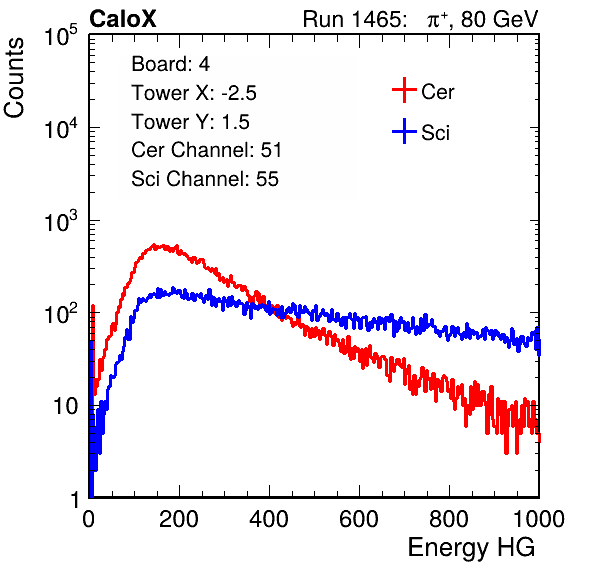 CaloX Run 1465: π⁺, 80 GeV
Counts
10⁵
10⁴
10³
10²
10
1
Board: 4
Tower X: -2.5
Tower Y: 1.5
Cer Channel: 51
Sci Channel: 55
Cer
Sci
0 200 400 600 800 1000
Energy HG